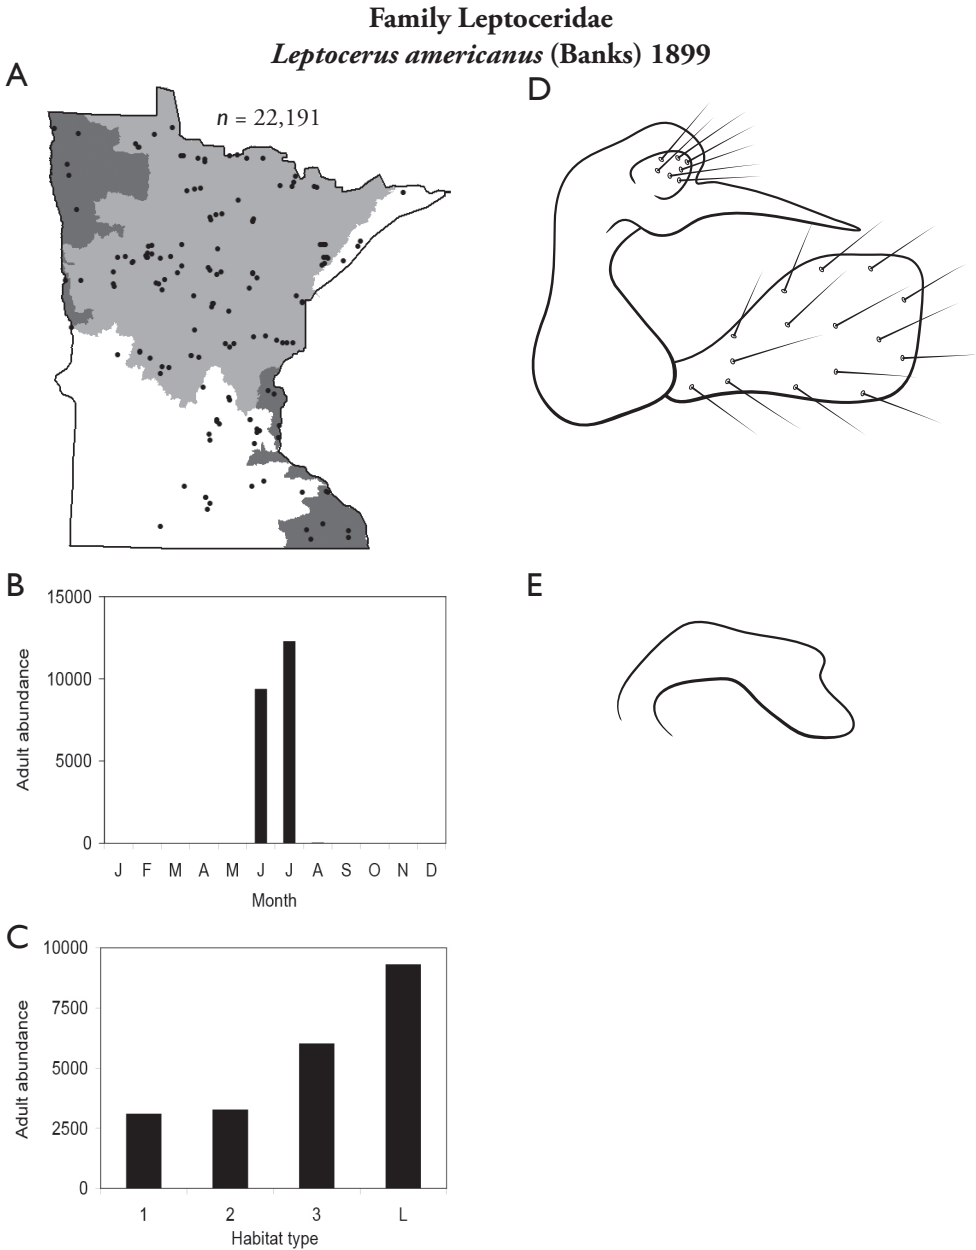 Family Leptoceridae
Leptocerus americanus (Banks) 1899
A
n = 22,191
D
B
15000
10000
5000
0
Adult abundance
J F M A M J J A S O N D
Month
E
C
10000
7500
5000
2500
0
Adult abundance
1 2 3 L
Habitat type